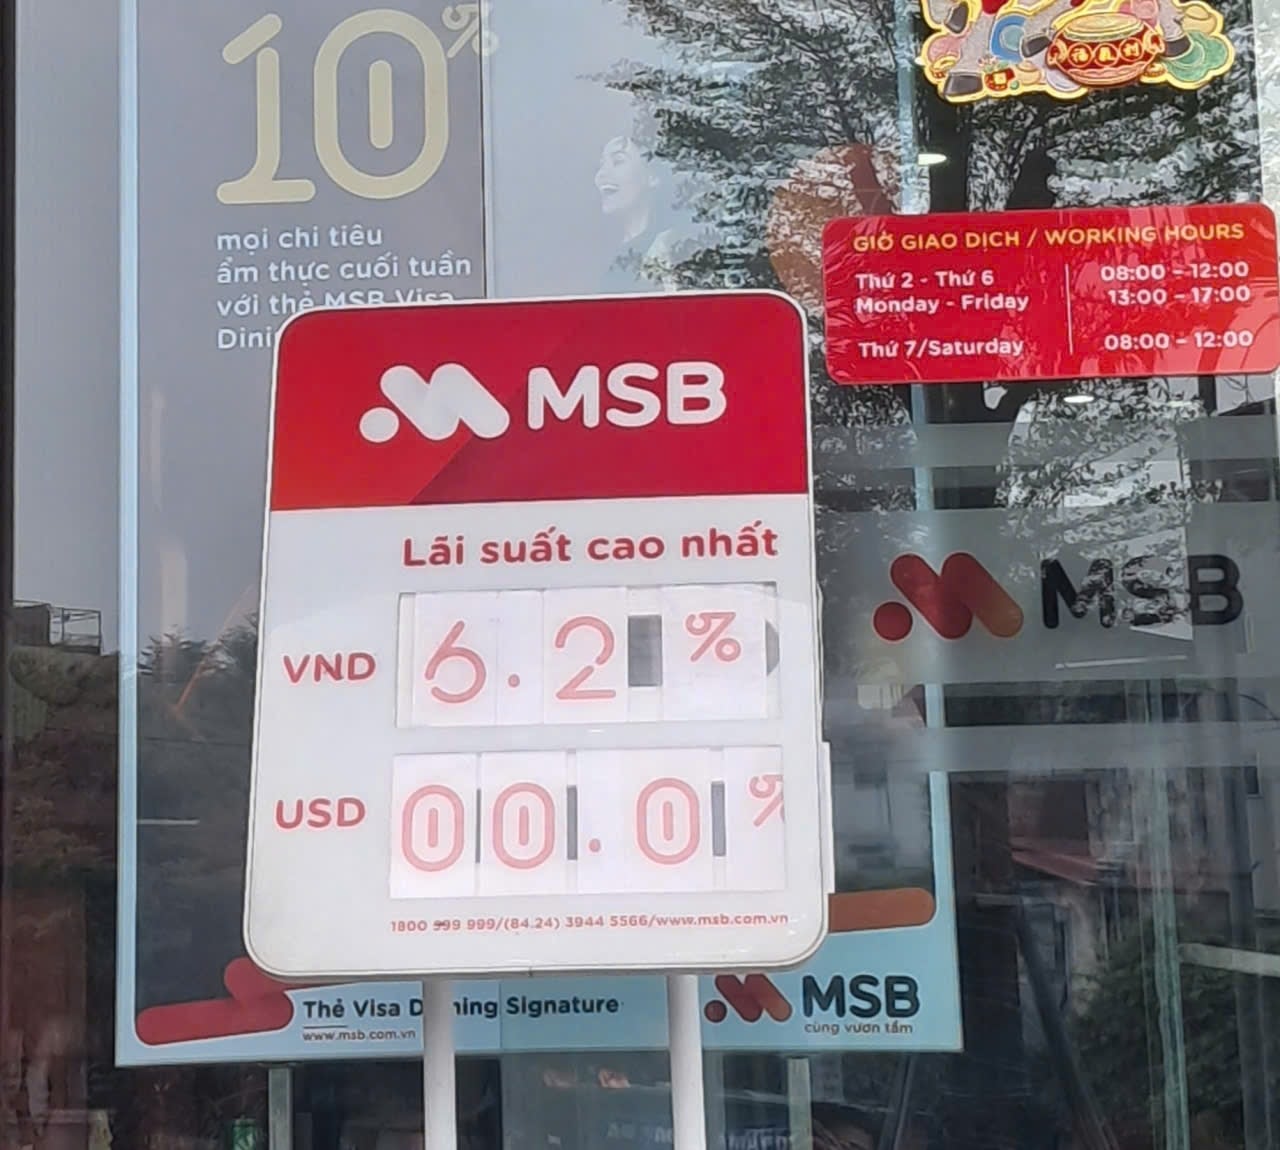 10%
mọi chi tiêu
ẩm thực cuối tuần
với thẻ MSB Visa
GIỜ GIAO DỊCH / WORKING HOURS
Thứ 2 - Thứ 6 08:00 - 12:00
Monday - Friday 13:00 - 17:00
Thứ 7/Saturday 08:00 - 12:00
MSB
Lãi suất cao nhất
VND 6.2 %
USD 00.0 %
1800 599 999/(84.24) 3944 5566/www.msb.com.vn
MSB
Thẻ Visa Dining Signature
www.msb.com.vn
MSB
cùng vươn tầm